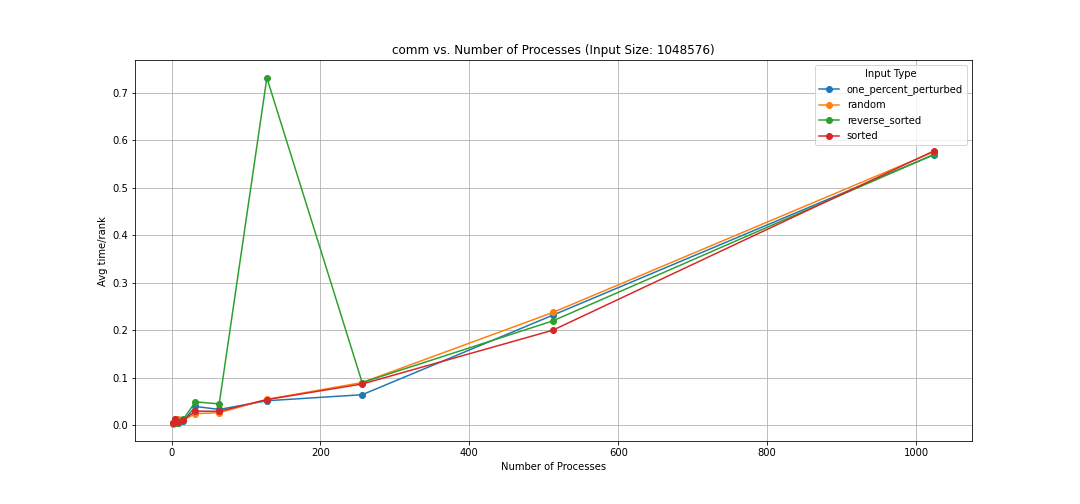 comm vs. Number of Processes (Input Size: 1048576)
Input Type
one_percent_perturbed
random
reverse_sorted
sorted
Avg time/rank
0.7
0.6
0.5
0.4
0.3
0.2
0.1
0.0
0
200
400
600
800
1000
Number of Processes